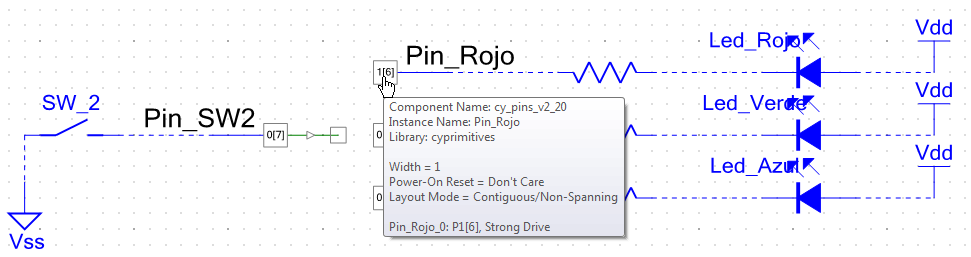 Vdd
Led_Rojo
Pin_Rojo
1[6]
SW_2
Pin_SW2
0[7]
Vss
Component Name: cy_pins_v2_20
Instance Name: Pin_Rojo
Library: cyprimitives
Width = 1
Power-On Reset = Don't Care
Layout Mode = Contiguous/Non-Spanning
Pin_Rojo_0: P1[6], Strong Drive
0
0
Led_Verde
Vdd
Led_Azul
Vdd